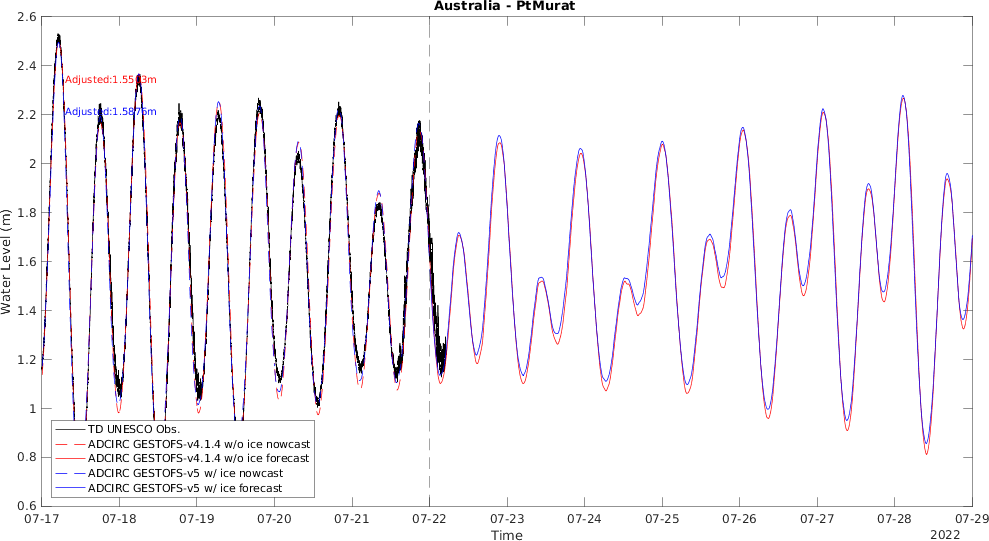 Australia - PtMurat
2.6
2.4
2.2
2
1.8
1.6
1.4
1.2
1
0.8
0.6
Water Level (m)
Adjusted:1.5876m
TD UNESCO Obs.
ADCIRC GESTOFS-v4.1.4 w/o ice nowcast
ADCIRC GESTOFS-v4.1.4 w/o ice forecast
ADCIRC GESTOFS-v5 w/ ice nowcast
ADCIRC GESTOFS-v5 w/ ice forecast
07-17 07-18 07-19 07-20 07-21 07-22 07-23 07-24 07-25 07-26 07-27 07-28 07-29
Time
2022